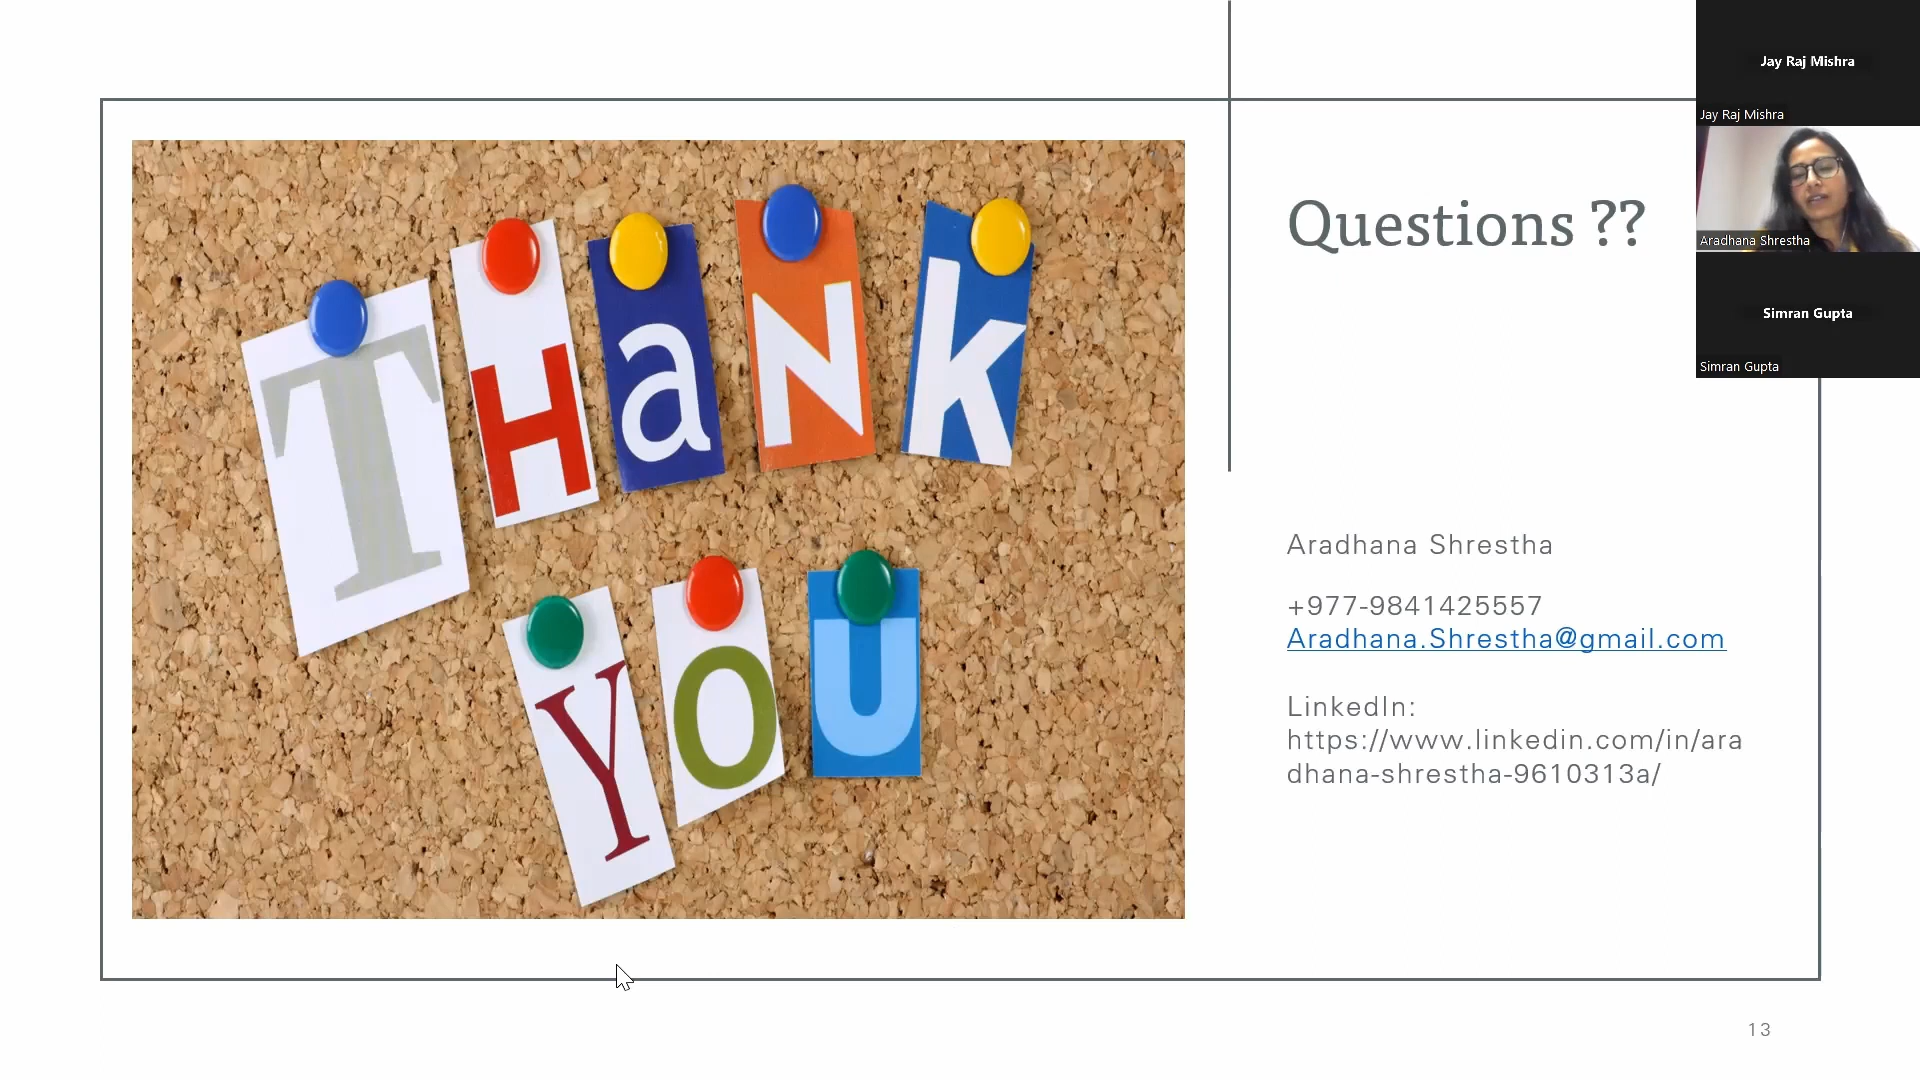 THaNk
YOU
Questions ??
Aradhana Shrestha
+977-9841425557
Aradhana.Shrestha@gmail.com
LinkedIn:
https://www.linkedin.com/in/ara
dhana-shrestha-9610313a/
13
Jay Raj Mishra
Jay Raj Mishra
Aradhana Shrestha
Simran Gupta
Simran Gupta